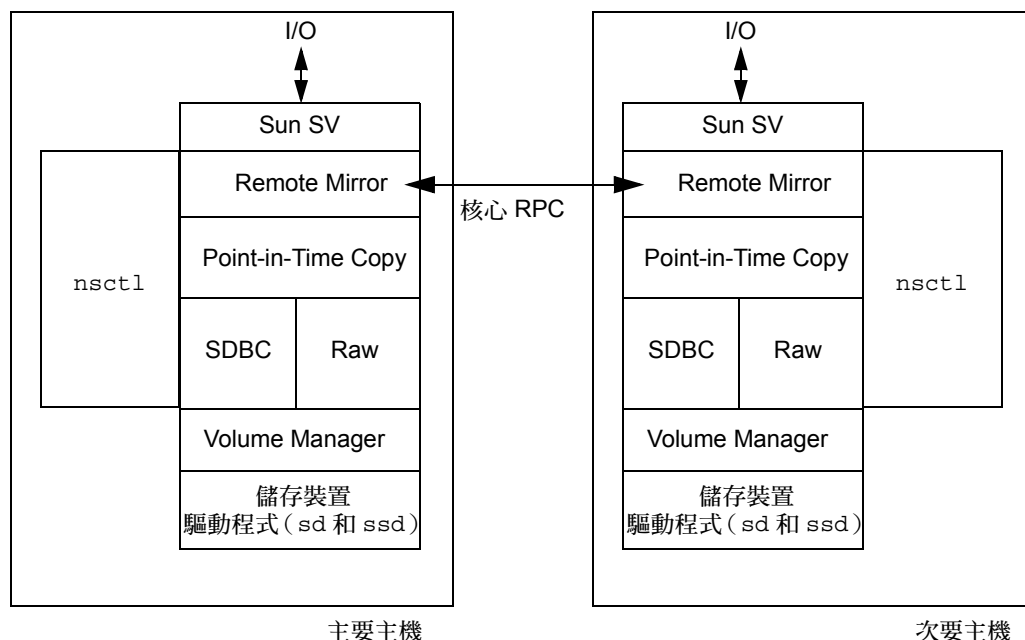 I/O
Sun SV
Remote Mirror
Point-in-Time Copy
nsctl
SDBC
Raw
Volume Manager
儲存裝置
驅動程式(sd 和 ssd)
主要主機
核心 RPC
I/O
Sun SV
Remote Mirror
Point-in-Time Copy
nsctl
SDBC
Raw
Volume Manager
儲存裝置
驅動程式(sd 和 ssd)
次要主機